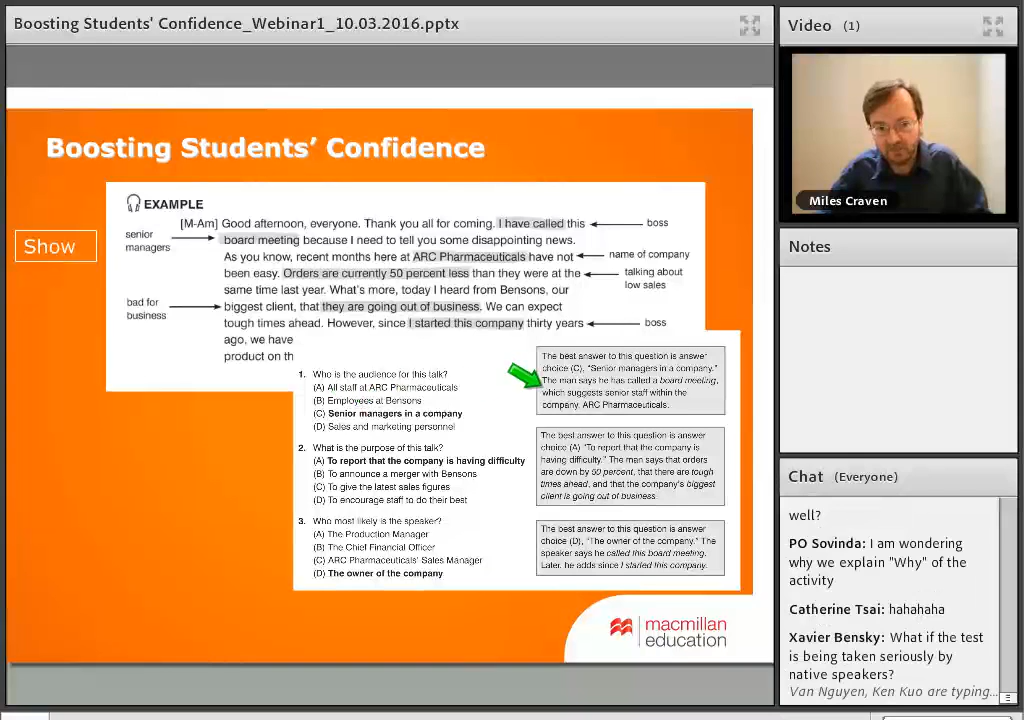 Boosting Students' Confidence_Webinar1_10.03.2016.pptx
Boosting Students' Confidence
Show
EXAMPLE
[M-Am] Good afternoon, everyone. Thank you all for coming. I have called this
board meeting because I need to tell you some disappointing news.
As you know, recent months here at ARC Pharmaceuticals have not
been easy. Orders are currently 50 percent less than they were at the
same time last year. What's more, today I heard from Bensons, our
biggest client, that they are going out of business. We can expect
tough times ahead. However, since I started this company thirty years
ago, we have
product on th
senior
managers
bad for
business
boss
name of company
talking about
low sales
boss
1. Who is the audience for this talk?
(A) All staff at ARC Pharmaceuticals
(B) Employees at Bensons
(C) Senior managers in a company
(D) Sales and marketing personnel
The best answer to this question is answer
choice (C), "Senior managers in a company."
The man says he has called a board meeting,
which suggests senior staff within the
company, ARC Pharmaceuticals.
2. What is the purpose of this talk?
(A) To report that the company is having difficulty
(B) To announce a merger with Bensons
(C) To give the latest sales figures
(D) To encourage staff to do their best
The best answer to this question is answer
choice (A) "To report that the company is
having difficulty." The man says that orders
are down by 50 percent, that there are tough
times ahead, and that the company's biggest
client is going out of business.
3. Who most likely is the speaker?
(A) The Production Manager
(B) The Chief Financial Officer
(C) ARC Pharmaceuticals' Sales Manager
(D) The owner of the company
The best answer to this question is answer
choice (D), "The owner of the company." The
speaker says he called this board meeting.
Later, he adds since I started this company.
macmillan
education
Video (1)
Miles Craven
Notes
Chat (Everyone)
well?
PO Sovinda: I am wondering
why we explain "Why" of the
activity
Catherine Tsai: hahahaha
Xavier Bensky: What if the test
is being taken seriously by
native speakers?
Van Nguyen, Ken Kuo are typing...